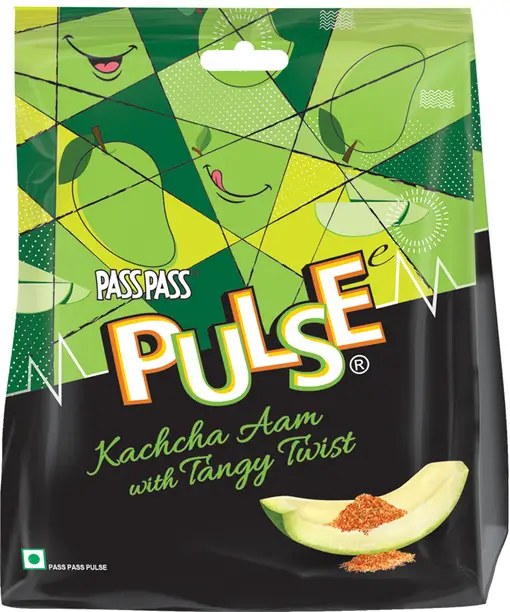 PASS PASS
PULSE e
®
Kachcha Aam
with Tangy Twist
PASS PASS PULSE